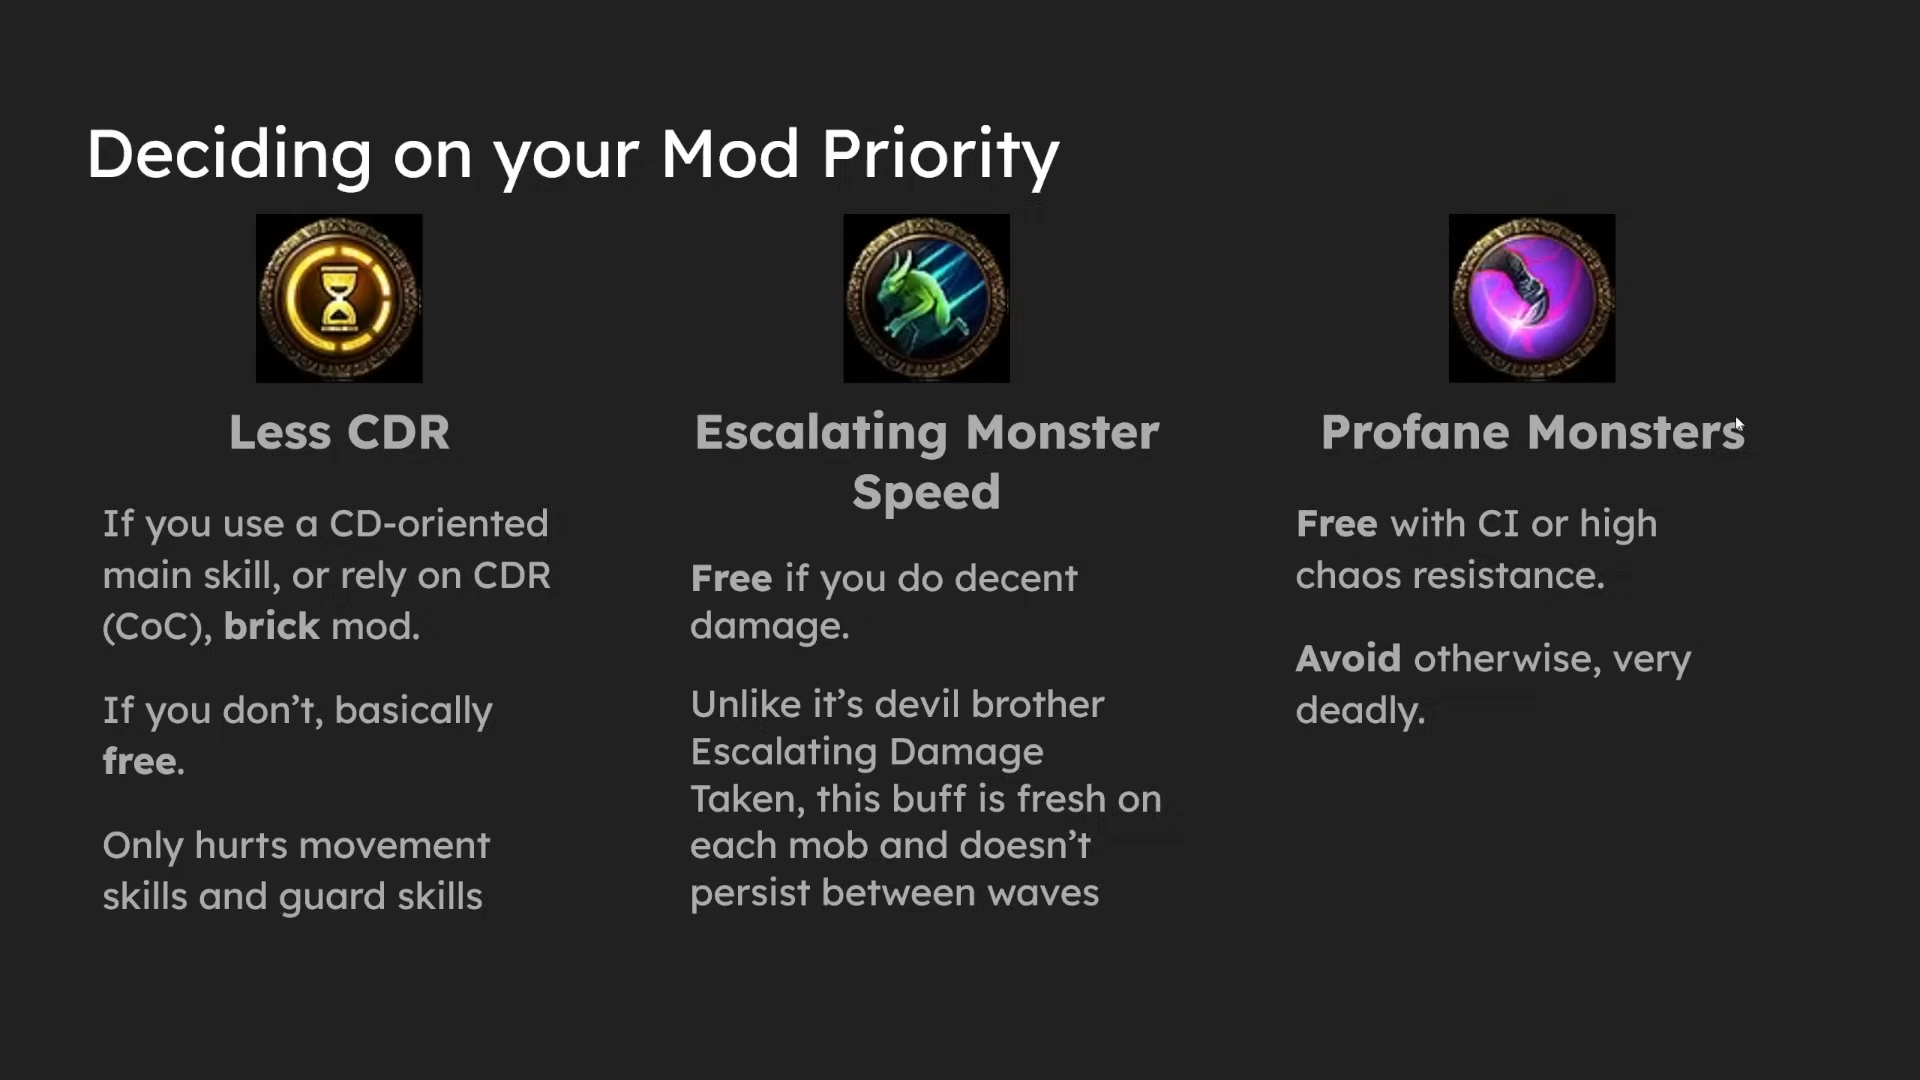 Deciding on your Mod Priority
Less CDR
If you use a CD-oriented
main skill, or rely on CDR
(CoC), brick mod.
If you don’t, basically
free.
Only hurts movement
skills and guard skills
Escalating Monster
Speed
Free if you do decent
damage.
Unlike it’s devil brother
Escalating Damage
Taken, this buff is fresh on
each mob and doesn’t
persist between waves
Profane Monsters
Free with CI or high
chaos resistance.
Avoid otherwise, very
deadly.